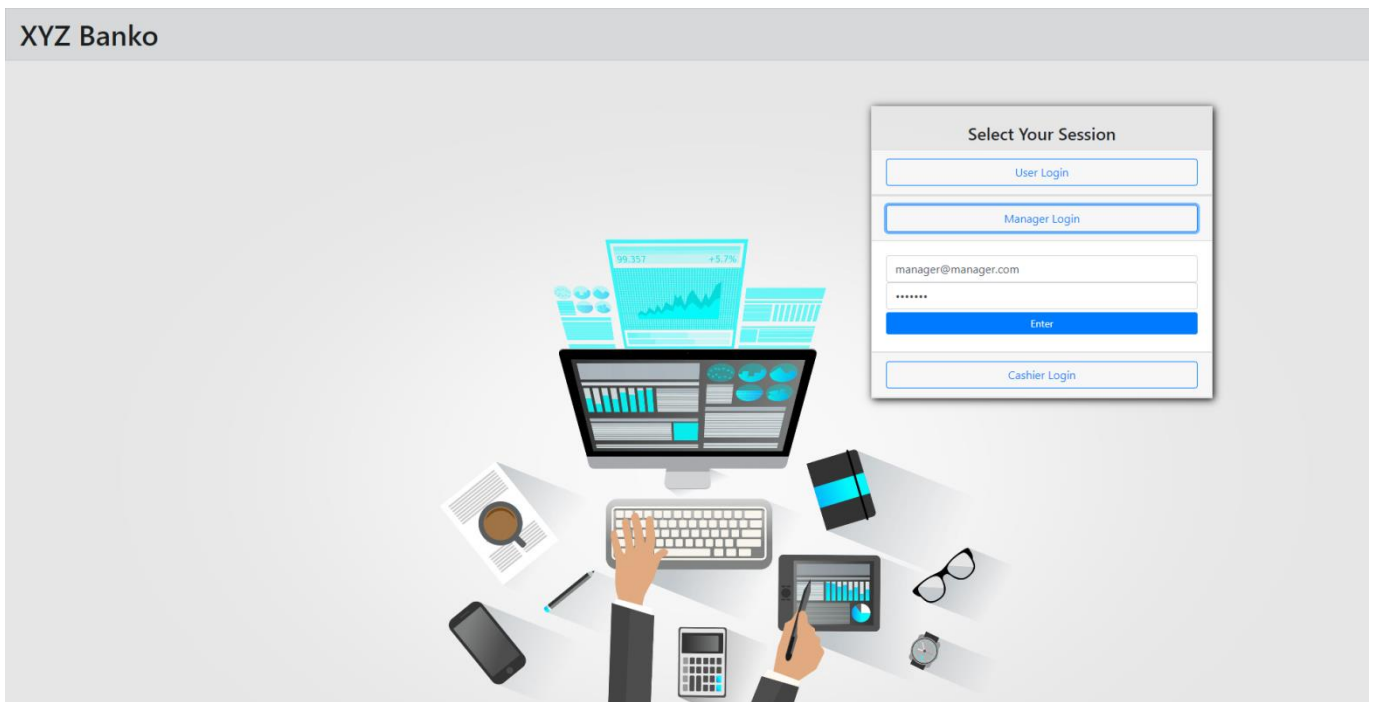 XYZ Banko
Select Your Session
User Login
Manager Login
manager@manager.com
•••••••
Enter
Cashier Login
99.357 +5.7%